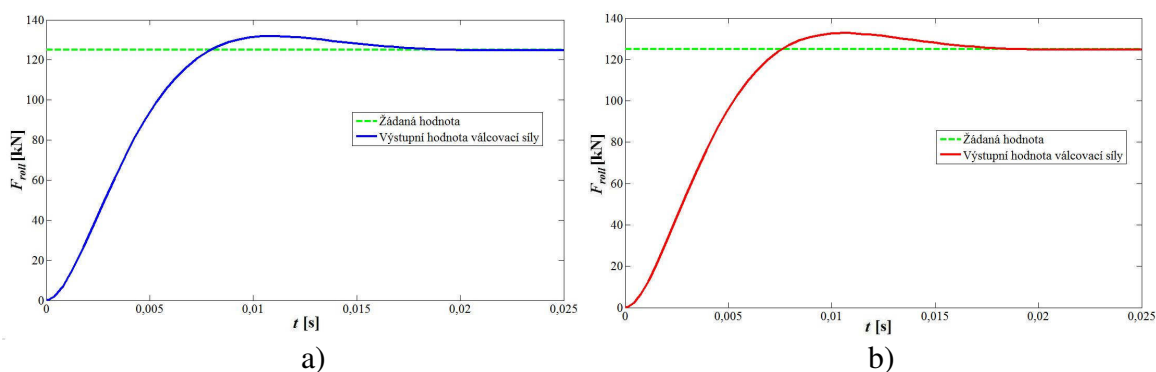 140
120
100
80
60
40
20
0
F_roll [kN]
0
0,005
0,01
0,015
0,02
0,025
t [s]
Žádaná hodnota
Výstupní hodnota válcovací síly
a)
140
120
100
80
60
40
20
0
F_roll [kN]
0
0,005
0,01
0,015
0,02
0,025
t [s]
Žádaná hodnota
Výstupní hodnota válcovací síly
b)